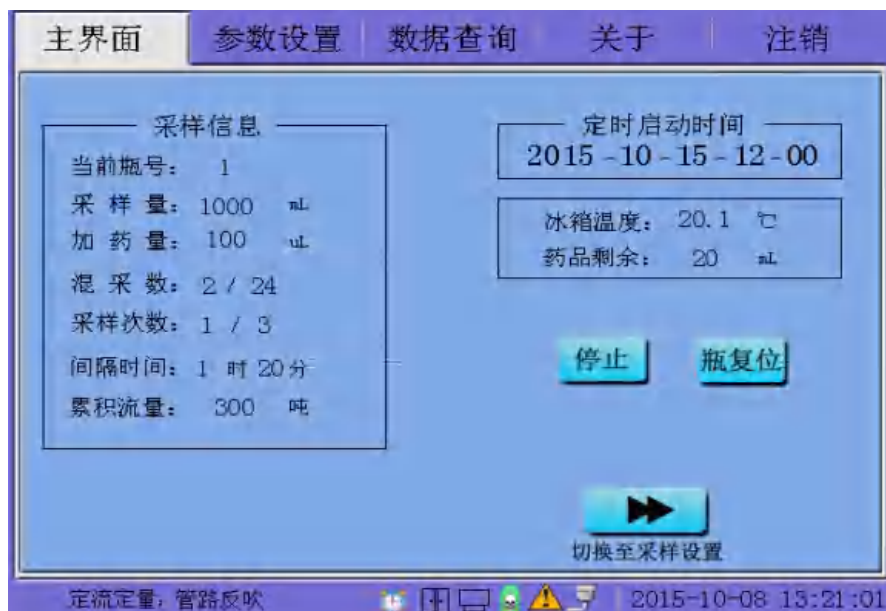 主界面 参数设置 数据查询 关于 注销
采样信息
当前瓶号： 1
采 样 量： 1000 mL
加 药 量： 100 uL
混 采 数： 2 / 24
采样次数： 1 / 3
间隔时间： 1 时 20分
累积流量： 300 吨
定时启动时间
2015-10-15-12-00
冰箱温度： 20.1 ℃
药品剩余： 20 mL
停止 瓶复位
切换至采样设置
定流定量，管路反吹 2015-10-08 13:21:01